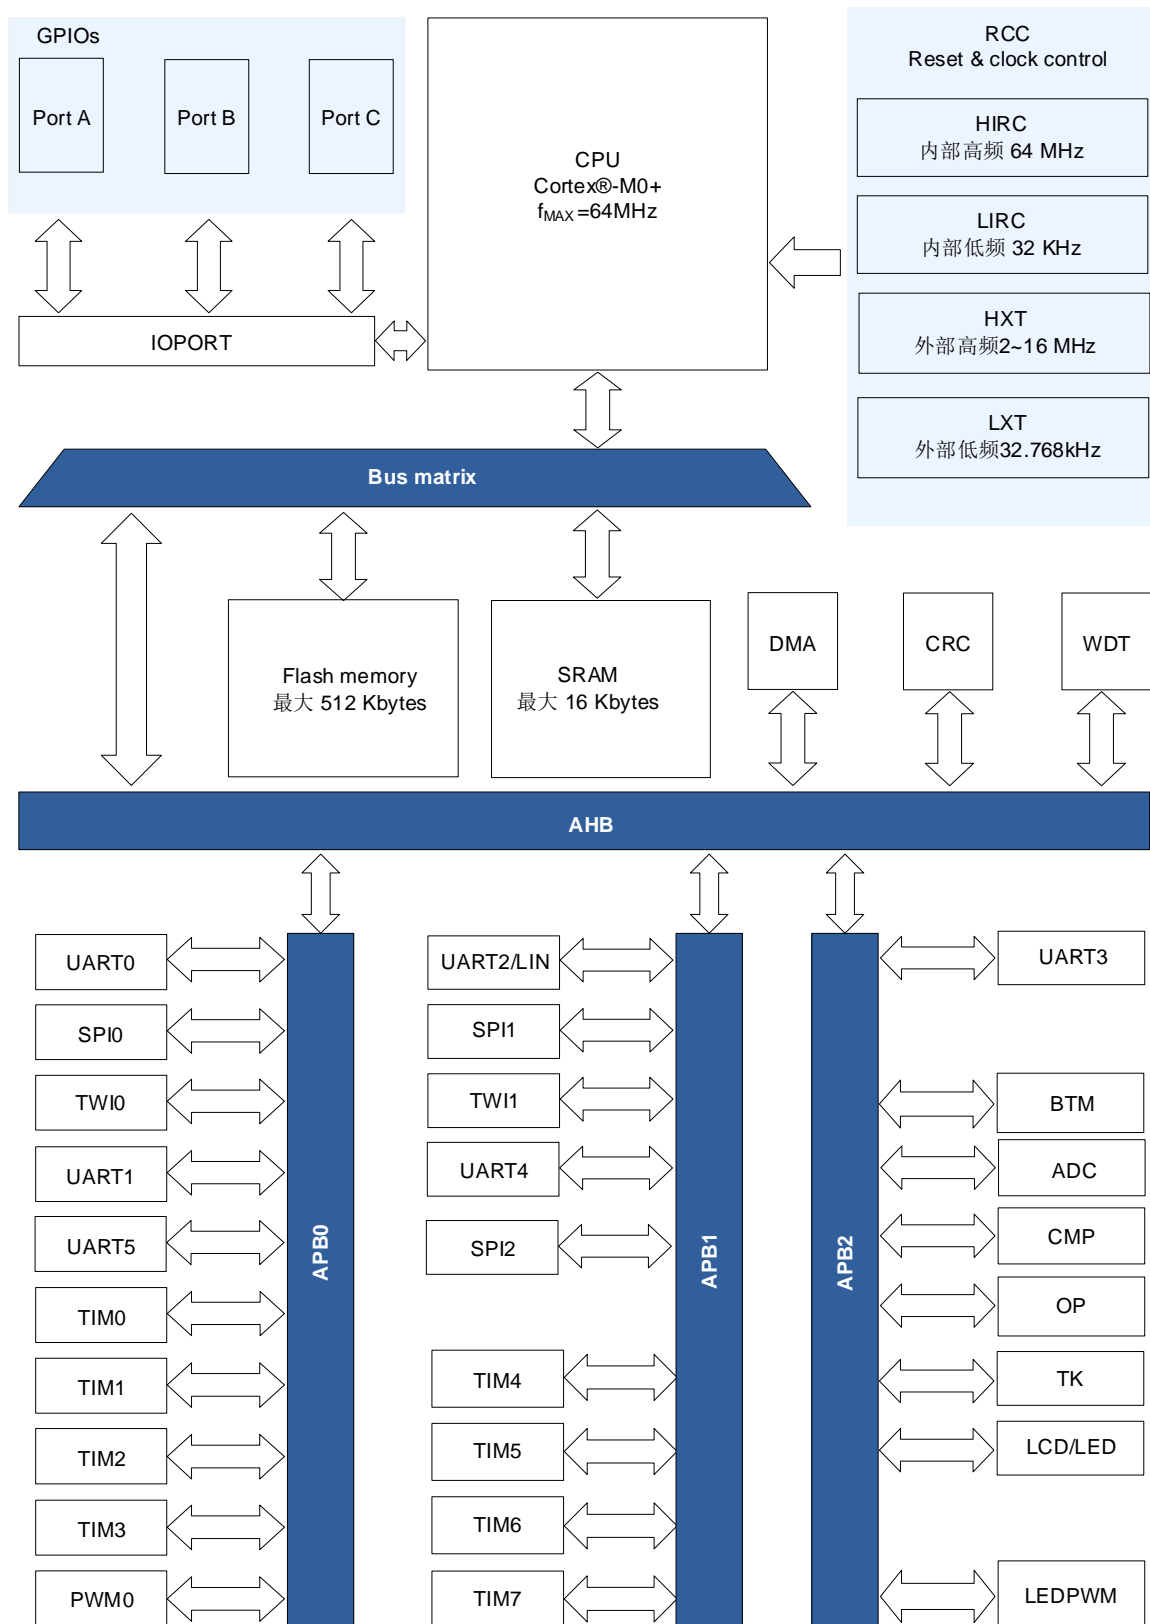 GPIOs
Port A
Port B
Port C
IOPORT
CPU
Cortex®-M0+
fMAX=64MHz
RCC
Reset & clock control
HIRC
内部高频 64 MHz
LIRC
内部低频 32 KHz
HXT
外部高频2~16 MHz
LXT
外部低频32.768kHz
Bus matrix
Flash memory
最大 512 Kbytes
SRAM
最大 16 Kbytes
DMA
CRC
WDT
AHB
APB0
UART0
SPI0
TWI0
UART1
UART5
TIM0
TIM1
TIM2
TIM3
PWM0
APB1
UART2/LIN
SPI1
TWI1
UART4
SPI2
TIM4
TIM5
TIM6
TIM7
APB2
UART3
BTM
ADC
CMP
OP
TK
LCD/LED
LEDPWM